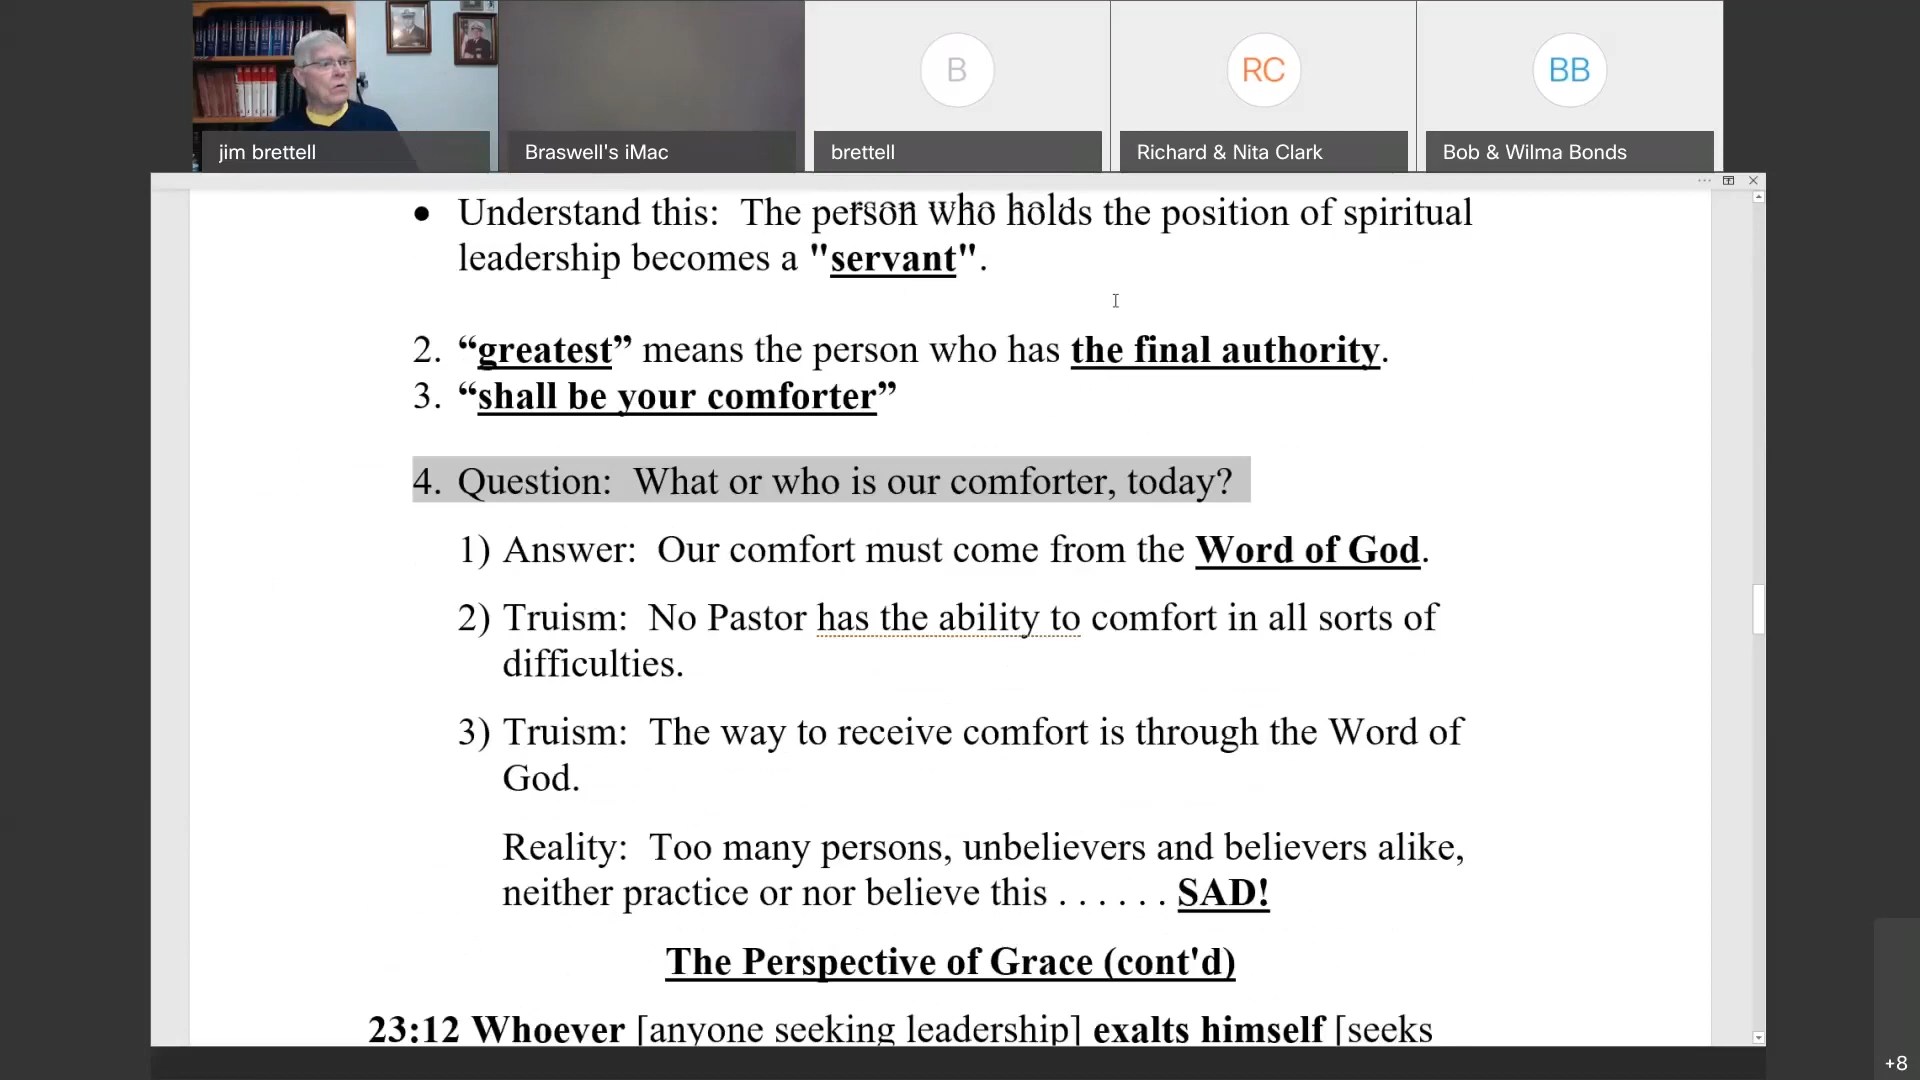 B
RC
BB
jim brettell
Braswell's iMac
brettell
Richard & Nita Clark
Bob & Wilma Bonds
• Understand this: The person who holds the position of spiritual
leadership becomes a "servant".
2. “greatest” means the person who has the final authority.
3. “shall be your comforter”
4. Question: What or who is our comforter, today?
1) Answer: Our comfort must come from the Word of God.
2) Truism: No Pastor has the ability to comfort in all sorts of
difficulties.
3) Truism: The way to receive comfort is through the Word of
God.
Reality: Too many persons, unbelievers and believers alike,
neither practice or nor believe this . . . . . . SAD!
The Perspective of Grace (cont'd)
23:12 Whoever [anyone seeking leadership] exalts himself [seeks
+8